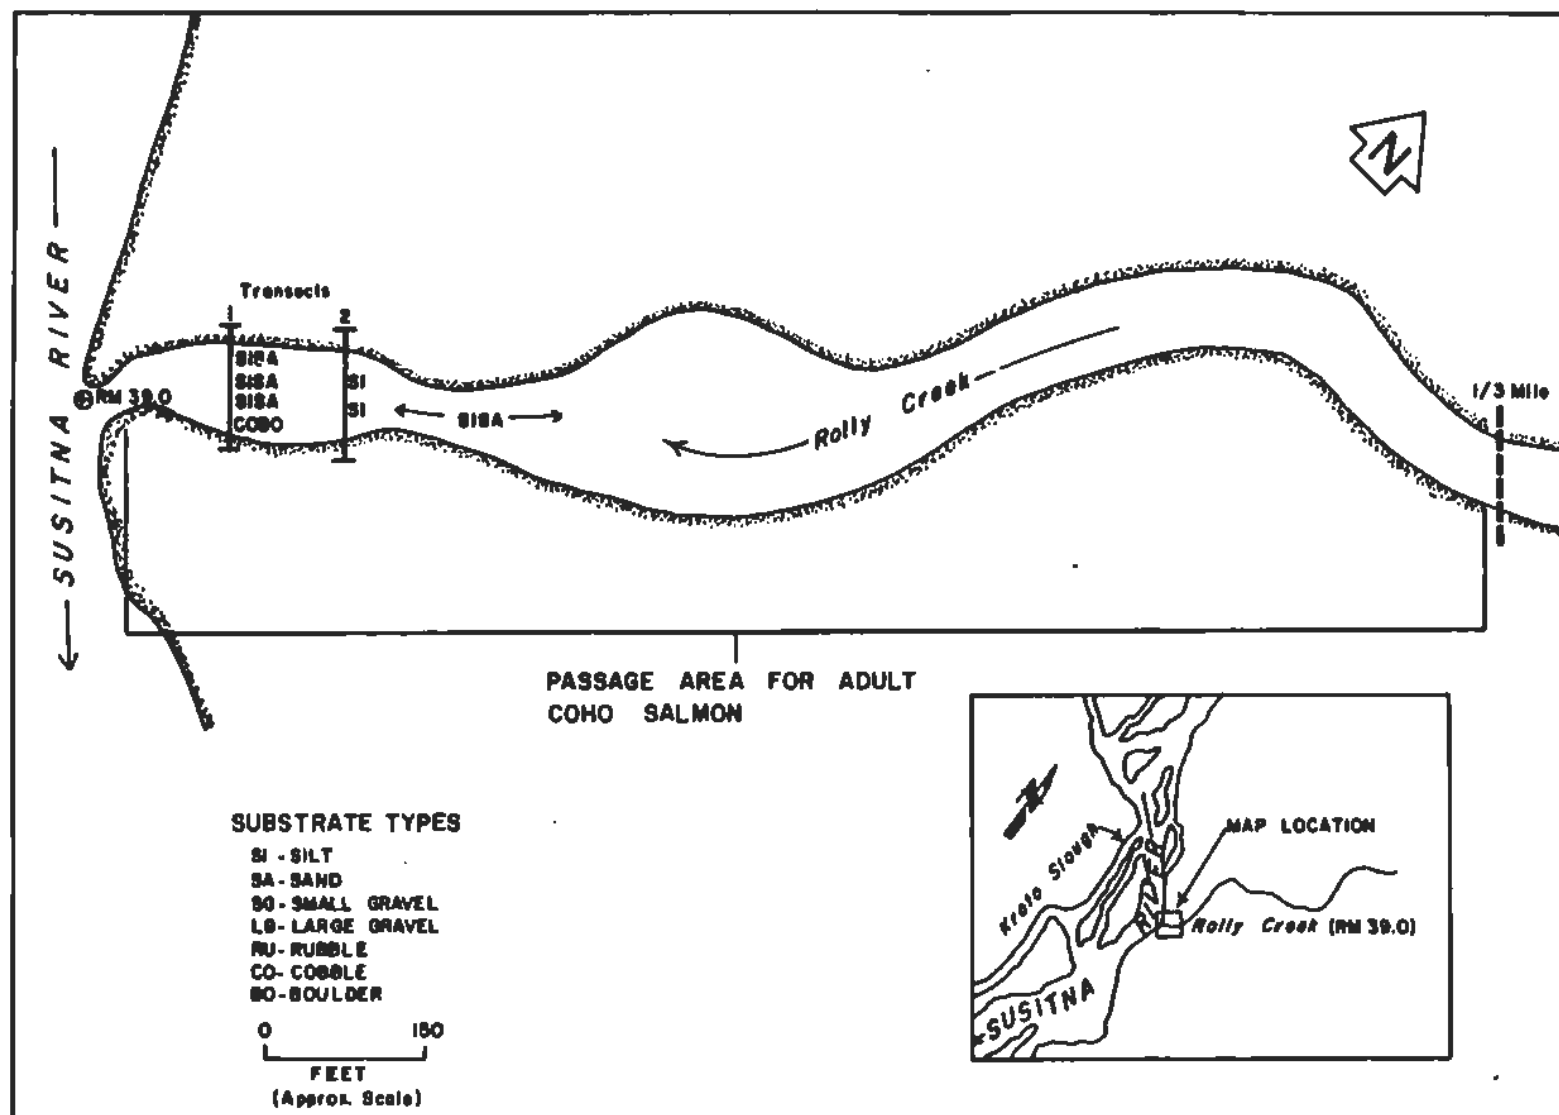 N
SUSITNA RIVER
Transects
1
2
SISA
SISA
SISA
COBO
SI
SI
RM 39.0
SISA
Rolly Creek
1/3 Mile
PASSAGE AREA FOR ADULT
COHO SALMON
SUBSTRATE TYPES
SI - SILT
SA - SAND
SG - SMALL GRAVEL
LG - LARGE GRAVEL
RU - RUBBLE
CO - COBBLE
BO - BOULDER
0 150
FEET
(Approx. Scale)
N
Kroto Slough
MAP LOCATION
Rolly Creek (RM 39.0)
SUSITNA